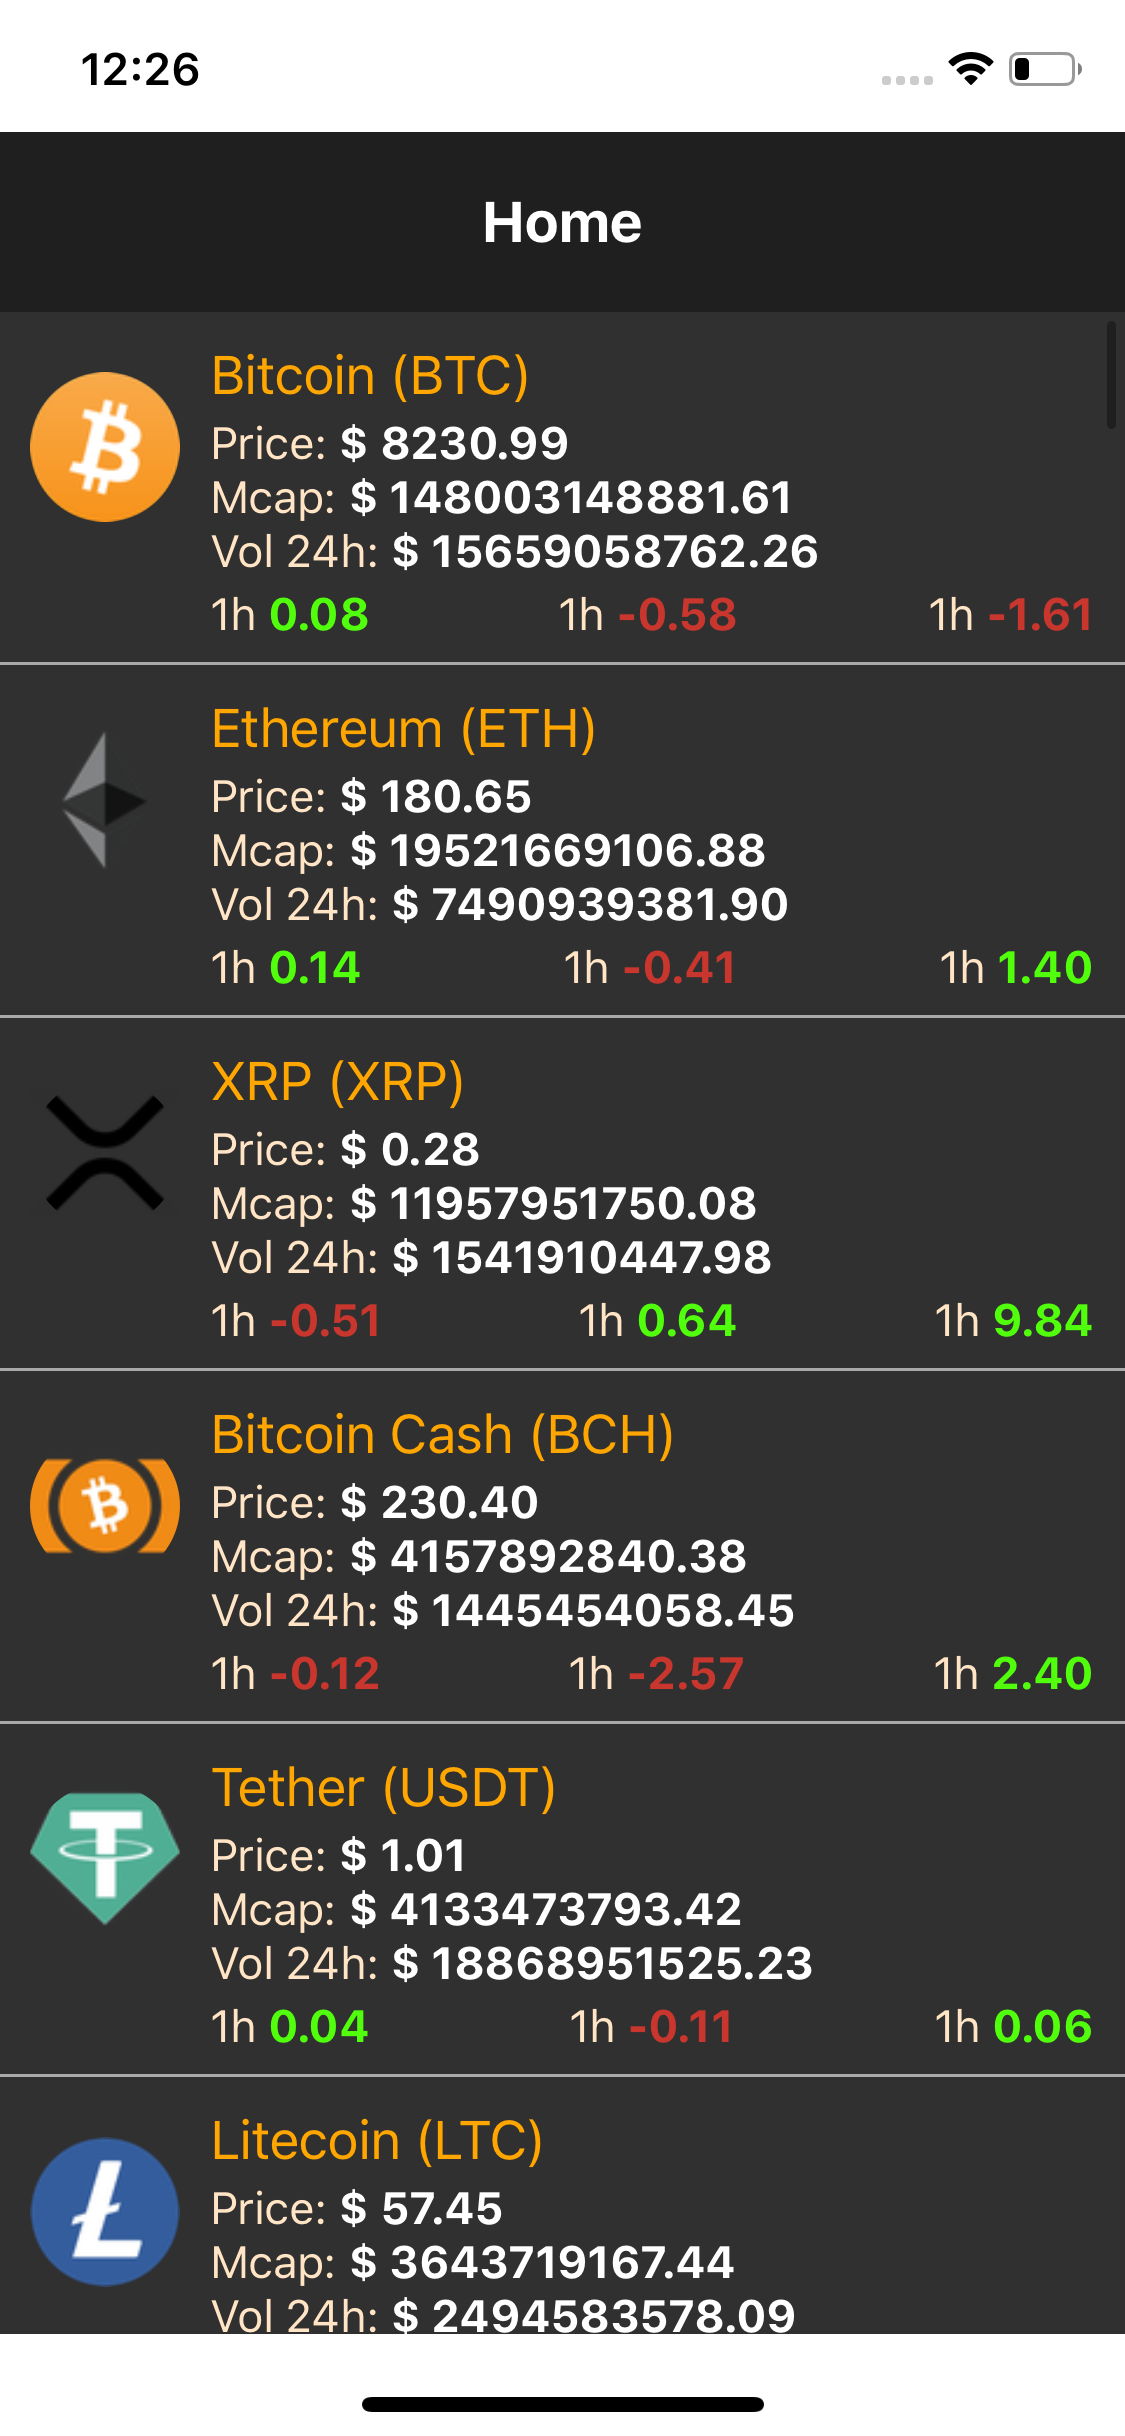 12:26
Home
Bitcoin (BTC)
Price: $ 8230.99
Mcap: $ 148003148881.61
Vol 24h: $ 15659058762.26
1h 0.08 1h -0.58 1h -1.61
Ethereum (ETH)
Price: $ 180.65
Mcap: $ 19521669106.88
Vol 24h: $ 7490939381.90
1h 0.14 1h -0.41 1h 1.40
XRP (XRP)
Price: $ 0.28
Mcap: $ 11957951750.08
Vol 24h: $ 1541910447.98
1h -0.51 1h 0.64 1h 9.84
Bitcoin Cash (BCH)
Price: $ 230.40
Mcap: $ 4157892840.38
Vol 24h: $ 1445454058.45
1h -0.12 1h -2.57 1h 2.40
Tether (USDT)
Price: $ 1.01
Mcap: $ 4133473793.42
Vol 24h: $ 18868951525.23
1h 0.04 1h -0.11 1h 0.06
Litecoin (LTC)
Price: $ 57.45
Mcap: $ 3643719167.44
Vol 24h: $ 2494583578.09